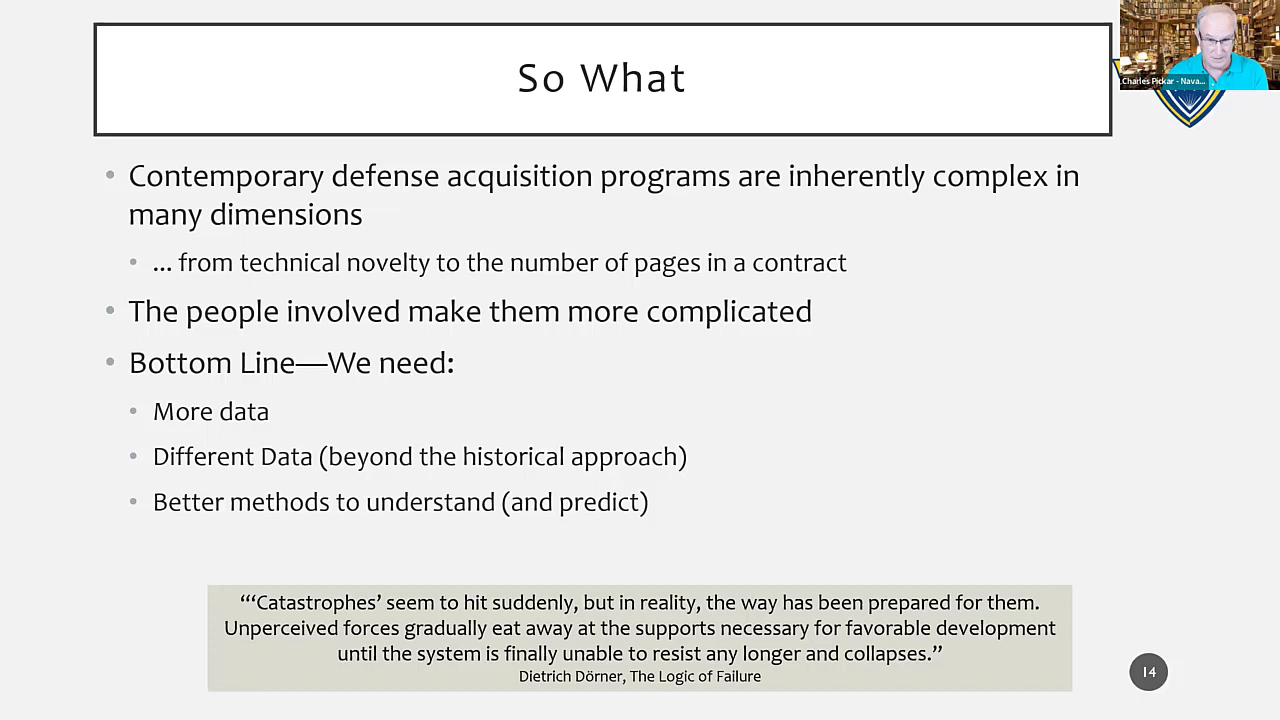 So What
Charles Pickar - Nava...
• Contemporary defense acquisition programs are inherently complex in
many dimensions
• ... from technical novelty to the number of pages in a contract
• The people involved make them more complicated
• Bottom Line—We need:
• More data
• Different Data (beyond the historical approach)
• Better methods to understand (and predict)
“‘Catastrophes’ seem to hit suddenly, but in reality, the way has been prepared for them.
Unperceived forces gradually eat away at the supports necessary for favorable development
until the system is finally unable to resist any longer and collapses.”
Dietrich Dörner, The Logic of Failure
14